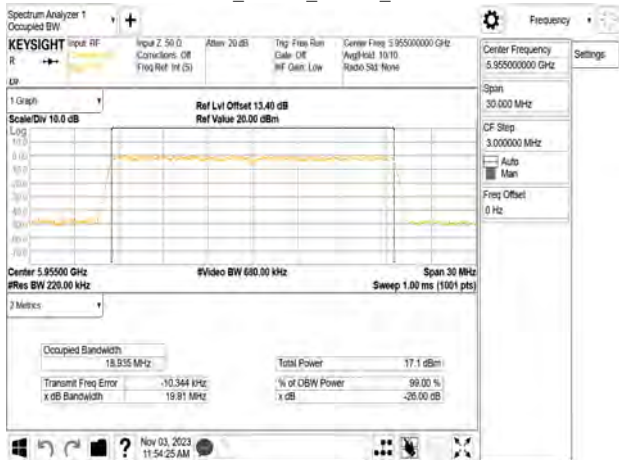 Spectrum Analyzer 1
Occupied BW
Frequency
KEYSIGHT Input: RF
R
Input Z: 50 Ω
Corrections: Off
Freq Ref: Int (S)
Atten: 20 dB
Trig: Free Run
Gate: Off
#IF Gain: Low
Center Freq: 5.955000000 GHz
Avg|Hold: 10/10
Radio Std: None
Center Frequency
5.955000000 GHz
Settings
Span
30.000 MHz
CF Step
3.000000 MHz
Auto
Man
Freq Offset
0 Hz
1 Graph
Scale/Div 10.0 dB
Ref Lvl Offset 13.40 dB
Ref Value 20.00 dBm
Log
10.0
0.00
Center 5.95500 GHz
#Res BW 220.00 kHz
#Video BW 680.00 kHz
Span 30 MHz
Sweep 1.00 ms (1001 pts)
2 Metrics
Occupied Bandwidth
18.935 MHz
Total Power 17.1 dBm
Transmit Freq Error -10.344 kHz
% of OBW Power 99.00 %
x dB Bandwidth 19.81 MHz
x dB -26.00 dB
Nov 03, 2023
11:54:25 AM